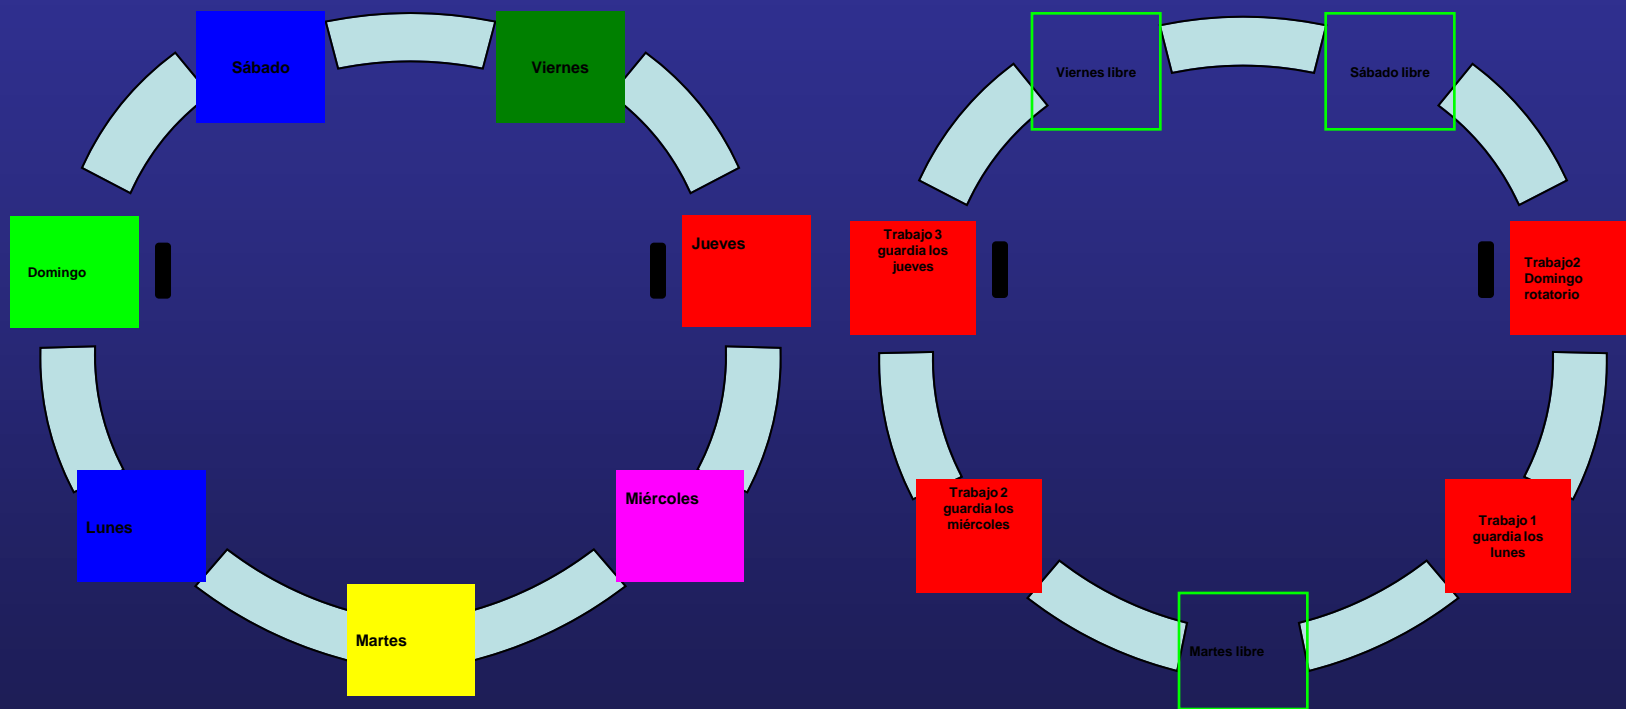 Sábado
Viernes
Domingo
Jueves
Lunes
Miércoles
Martes
Viernes libre
Sábado libre
Trabajo 3
guardia los
jueves
Trabajo2
Domingo
rotatorio
Trabajo 2
guardia los
miércoles
Trabajo 1
guardia los
lunes
Martes libre